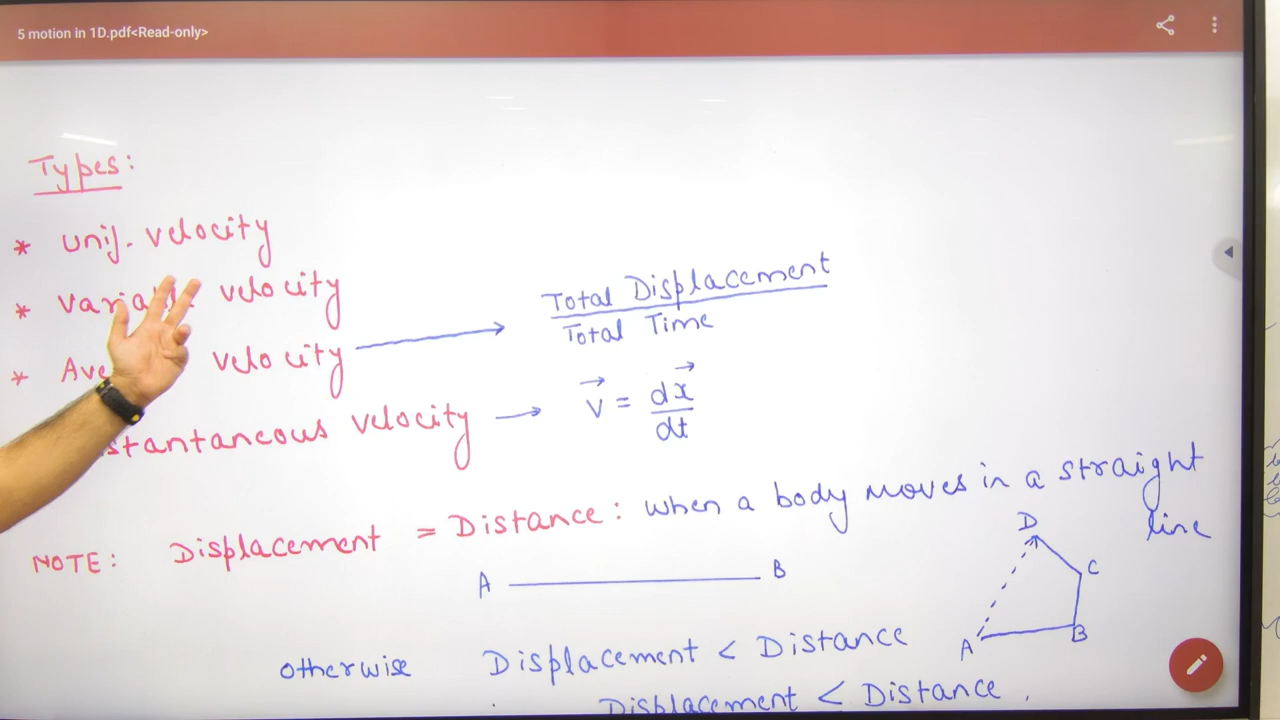 5 motion in 1D.pdf<Read-only>
Types:
* unif. velocity
* velocity
Total Displacement
Total Time
* velocity
v = dx
dt
velocity
NOTE: Displacement = Distance: when a body moves in a straight
line
A B
D
C
A B
otherwise Displacement < Distance
Displacement < Distance